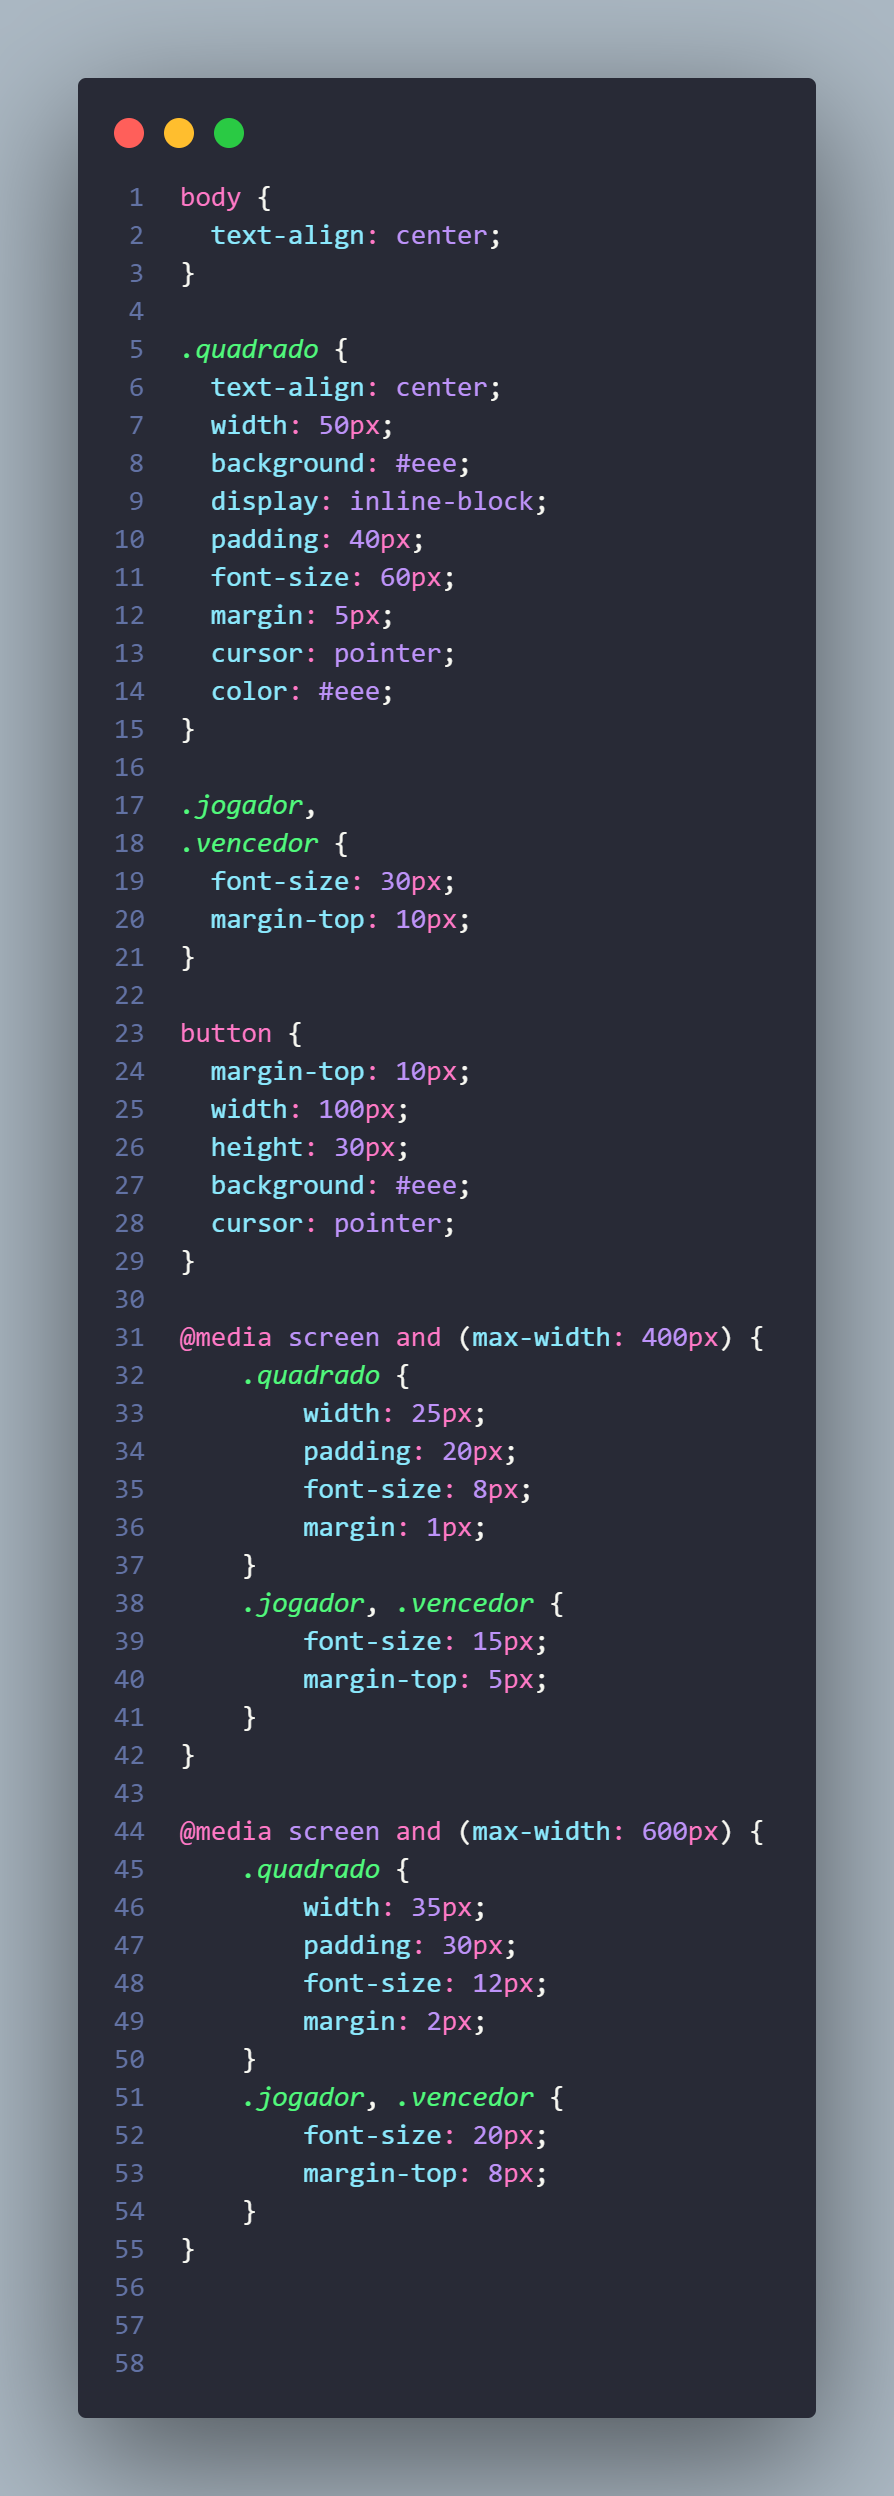 1 body {
2 text-align: center;
3 }
4
5 .quadrado {
6 text-align: center;
7 width: 50px;
8 background: #eee;
9 display: inline-block;
10 padding: 40px;
11 font-size: 60px;
12 margin: 5px;
13 cursor: pointer;
14 color: #eee;
15 }
16
17 .jogador,
18 .vencedor {
19 font-size: 30px;
20 margin-top: 10px;
21 }
22
23 button {
24 margin-top: 10px;
25 width: 100px;
26 height: 30px;
27 background: #eee;
28 cursor: pointer;
29 }
30
31 @media screen and (max-width: 400px) {
32 .quadrado {
33 width: 25px;
34 padding: 20px;
35 font-size: 8px;
36 margin: 1px;
37 }
38 .jogador, .vencedor {
39 font-size: 15px;
40 margin-top: 5px;
41 }
42 }
43
44 @media screen and (max-width: 600px) {
45 .quadrado {
46 width: 35px;
47 padding: 30px;
48 font-size: 12px;
49 margin: 2px;
50 }
51 .jogador, .vencedor {
52 font-size: 20px;
53 margin-top: 8px;
54 }
55 }
56
57
58